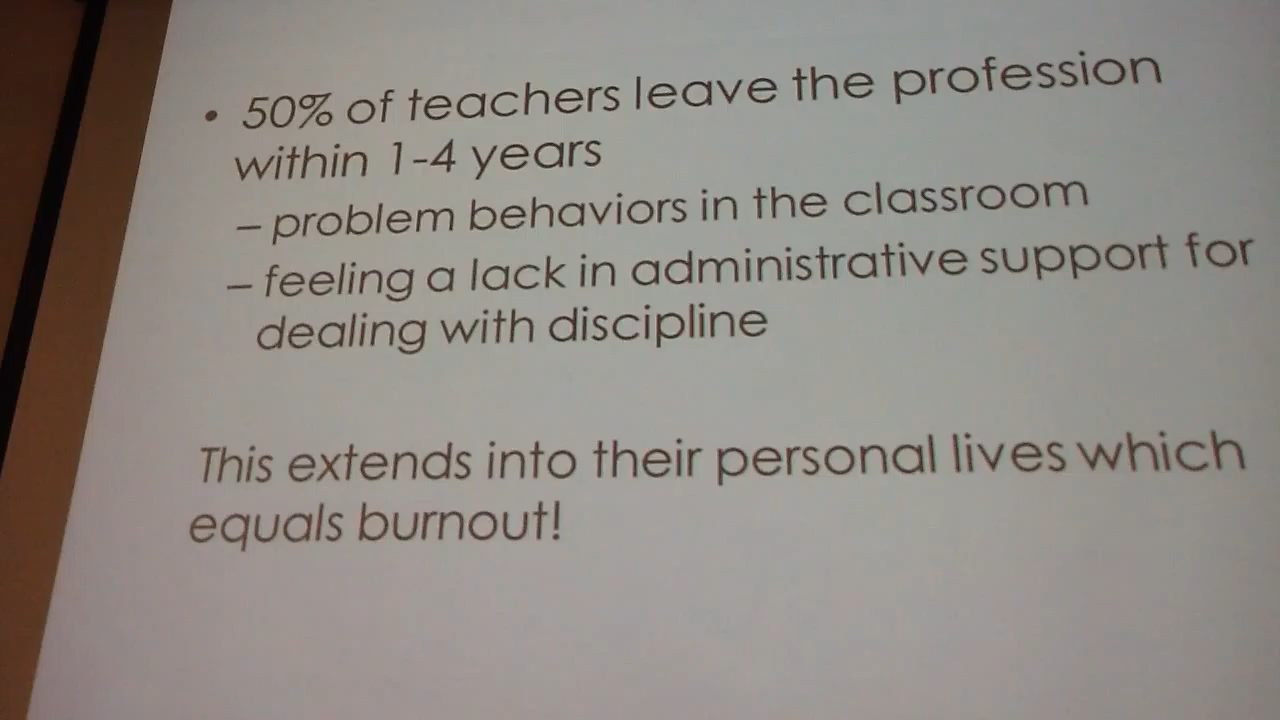 • 50% of teachers leave the profession
within 1-4 years
– problem behaviors in the classroom
– feeling a lack in administrative support for
dealing with discipline
This extends into their personal lives which
equals burnout!